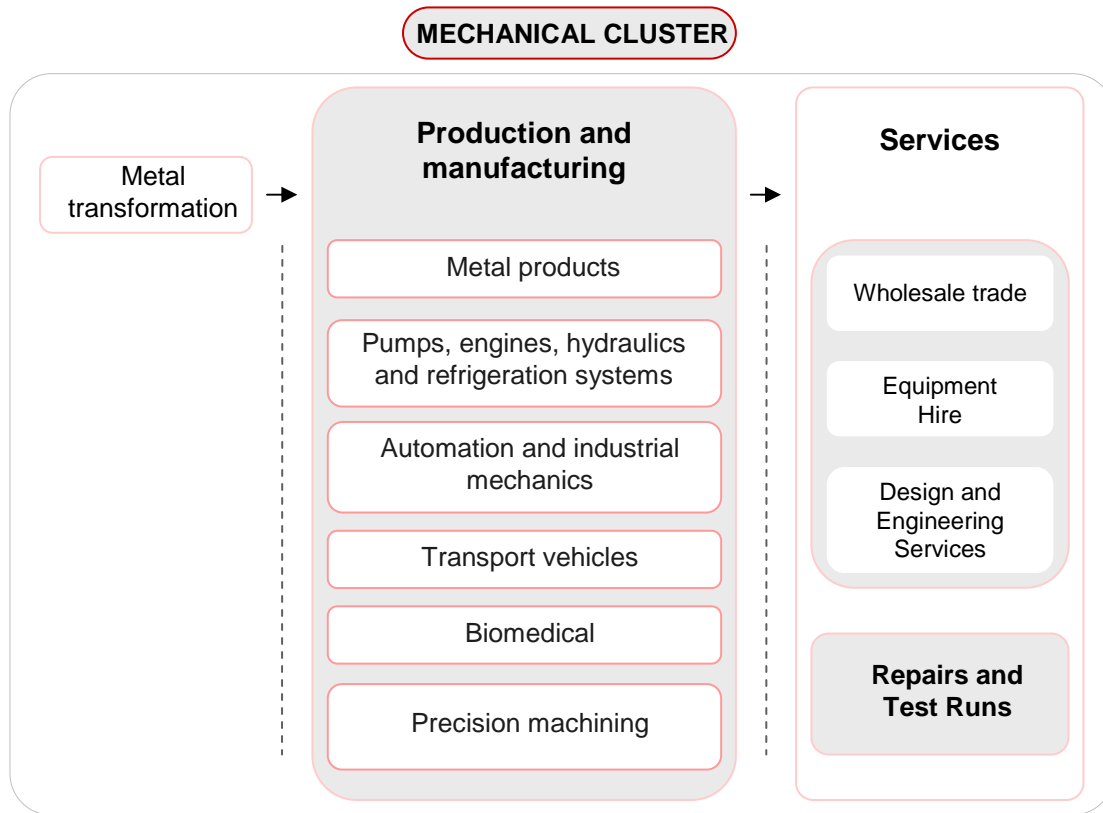 MECHANICAL CLUSTER
Metal
transformation
Production and
manufacturing
Metal products
Pumps, engines, hydraulics
and refrigeration systems
Automation and industrial
mechanics
Transport vehicles
Biomedical
Precision machining
Services
Wholesale trade
Equipment
Hire
Design and
Engineering
Services
Repairs and
Test Runs